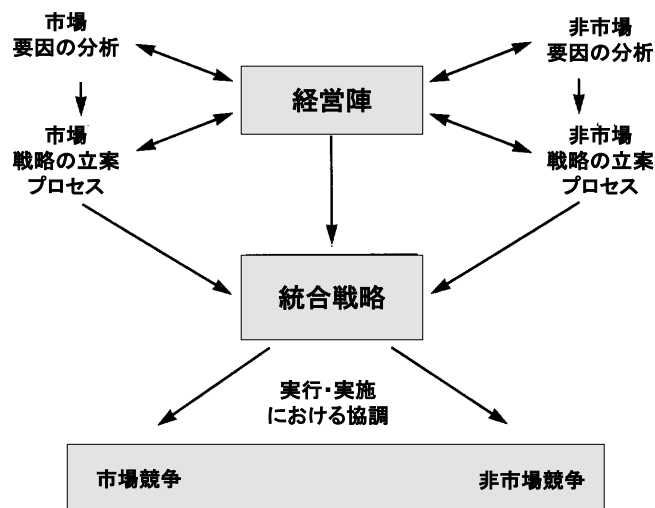 市場
要因の分析
非市場
要因の分析
経営陣
市場
戦略の立案
プロセス
非市場
戦略の立案
プロセス
統合戦略
実行・実施
における協調
市場競争
非市場競争